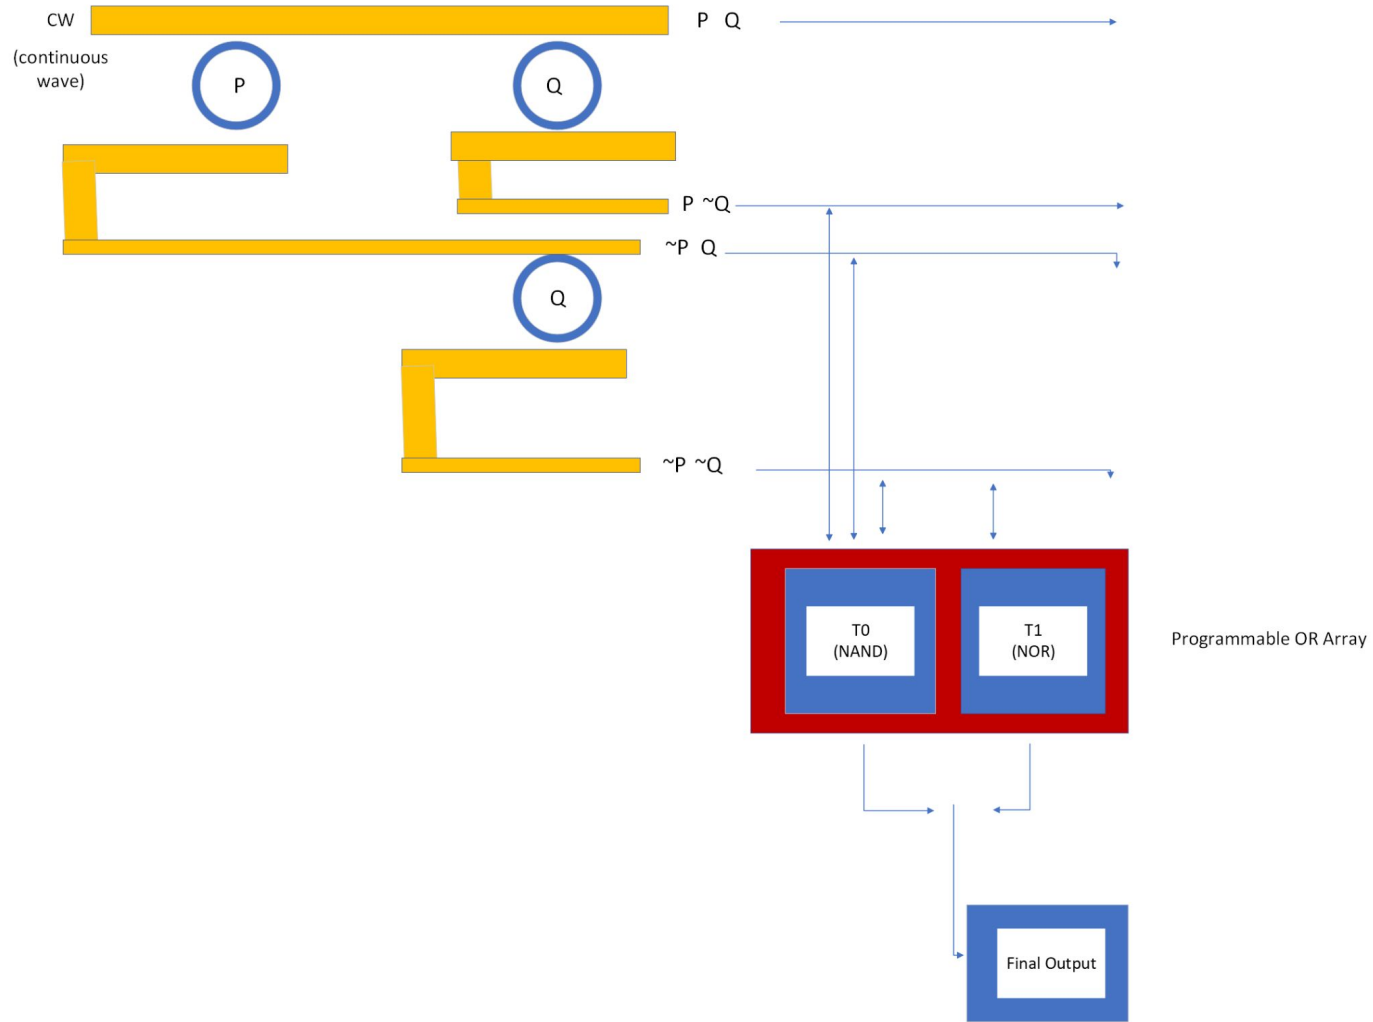 CW
(continuous
wave)
P Q
P
Q
P ~Q
~P Q
Q
~P ~Q
T0
(NAND)
T1
(NOR)
Programmable OR Array
Final Output